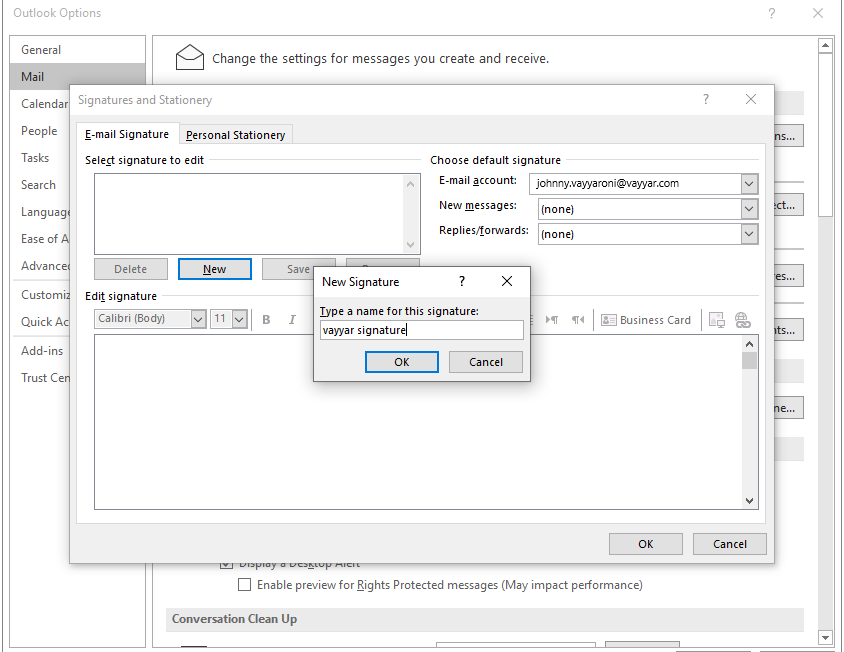 Outlook Options
General
Mail
Calendar
People
Tasks
Search
Language
Ease of A
Advanced
Customiz
Quick Ac
Add-ins
Trust Cen
Change the settings for messages you create and receive.
Signatures and Stationery
E-mail Signature
Personal Stationery
Select signature to edit
Choose default signature
E-mail account:
johnny.vayyaroni@vayyar.com
New messages:
(none)
Replies/forwards:
(none)
Delete
New
Save
Edit signature
Calibri (Body)
11
B
I
Business Card
New Signature
Type a name for this signature:
vayyar signature
OK
Cancel
OK
Cancel
Display a Desktop Alert
Enable preview for Rights Protected messages (May impact performance)
Conversation Clean Up
ns...
ect...
res...
nts...
ne...